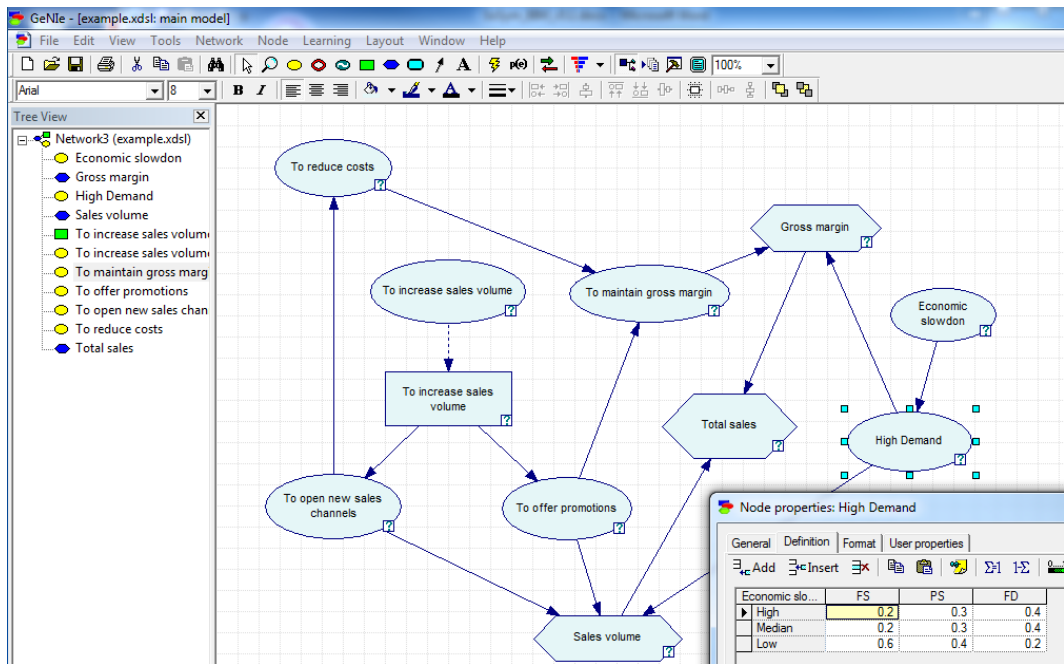 GeNIe - [example.xdsl: main model]
File Edit View Tools Network Node Learning Layout Window Help
A p(e) 100%
Arial 8 B I A
Tree View
Network3 (example.xdsl)
Economic slowdon
Gross margin
High Demand
Sales volume
To increase sales volume
To increase sales volume
To maintain gross marg
To offer promotions
To open new sales chan
To reduce costs
Total sales
To reduce costs
?
Gross margin
?
To increase sales volume
?
To maintain gross margin
?
Economic
slowdon
?
To increase sales
volume
?
Total sales
?
High Demand
?
To open new sales
channels
?
To offer promotions
?
Sales volume
?
Node properties: High Demand
General Definition Format User properties
Add Insert Σ=1 1-Σ
Economic slo... FS PS FD
High 0.2 0.3 0.4
Median 0.2 0.3 0.4
Low 0.6 0.4 0.2